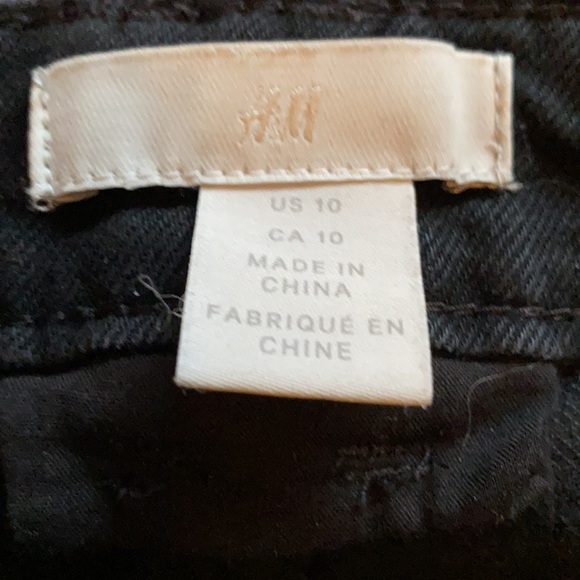 H&M
US 10
CA 10
MADE IN
CHINA
FABRIQUÉ EN
CHINE